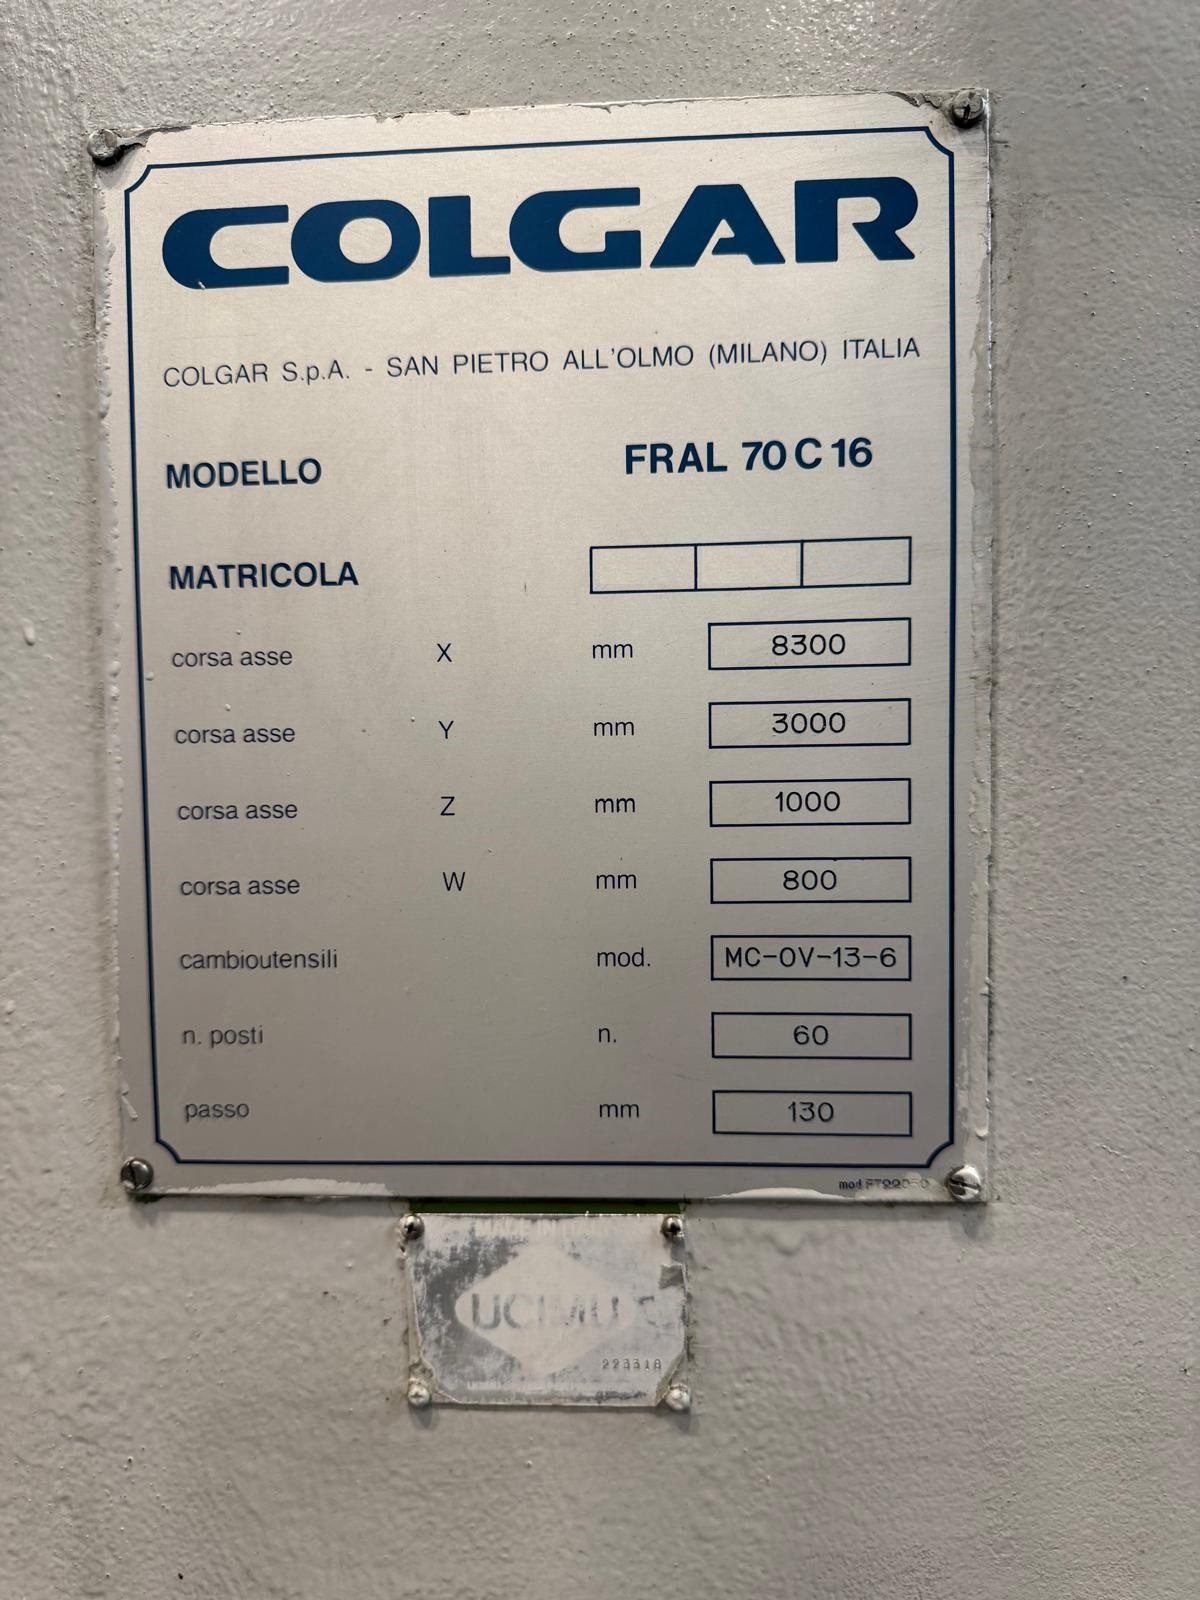 COLGAR
COLGAR S.p.A. - SAN PIETRO ALL'OLMO (MILANO) ITALIA
MODELLO FRAL 70 C 16
MATRICOLA
corsa asse X mm 8300
corsa asse Y mm 3000
corsa asse Z mm 1000
corsa asse W mm 800
cambioutensili mod. MC-OV-13-6
n. posti n. 60
passo mm 130
mod.
UCIMU
223318